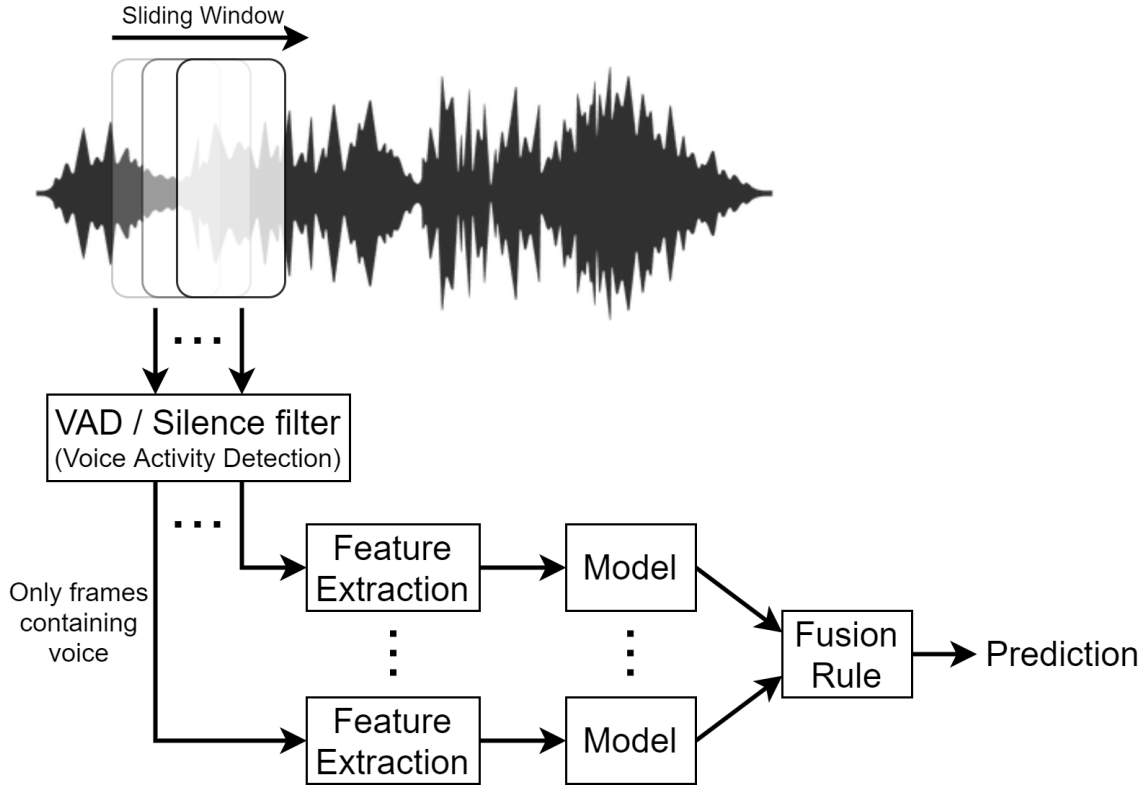 Sliding Window
...
VAD / Silence filter
(Voice Activity Detection)
...
Only frames
containing
voice
Feature
Extraction
Model
Fusion
Rule
Prediction
Feature
Extraction
Model